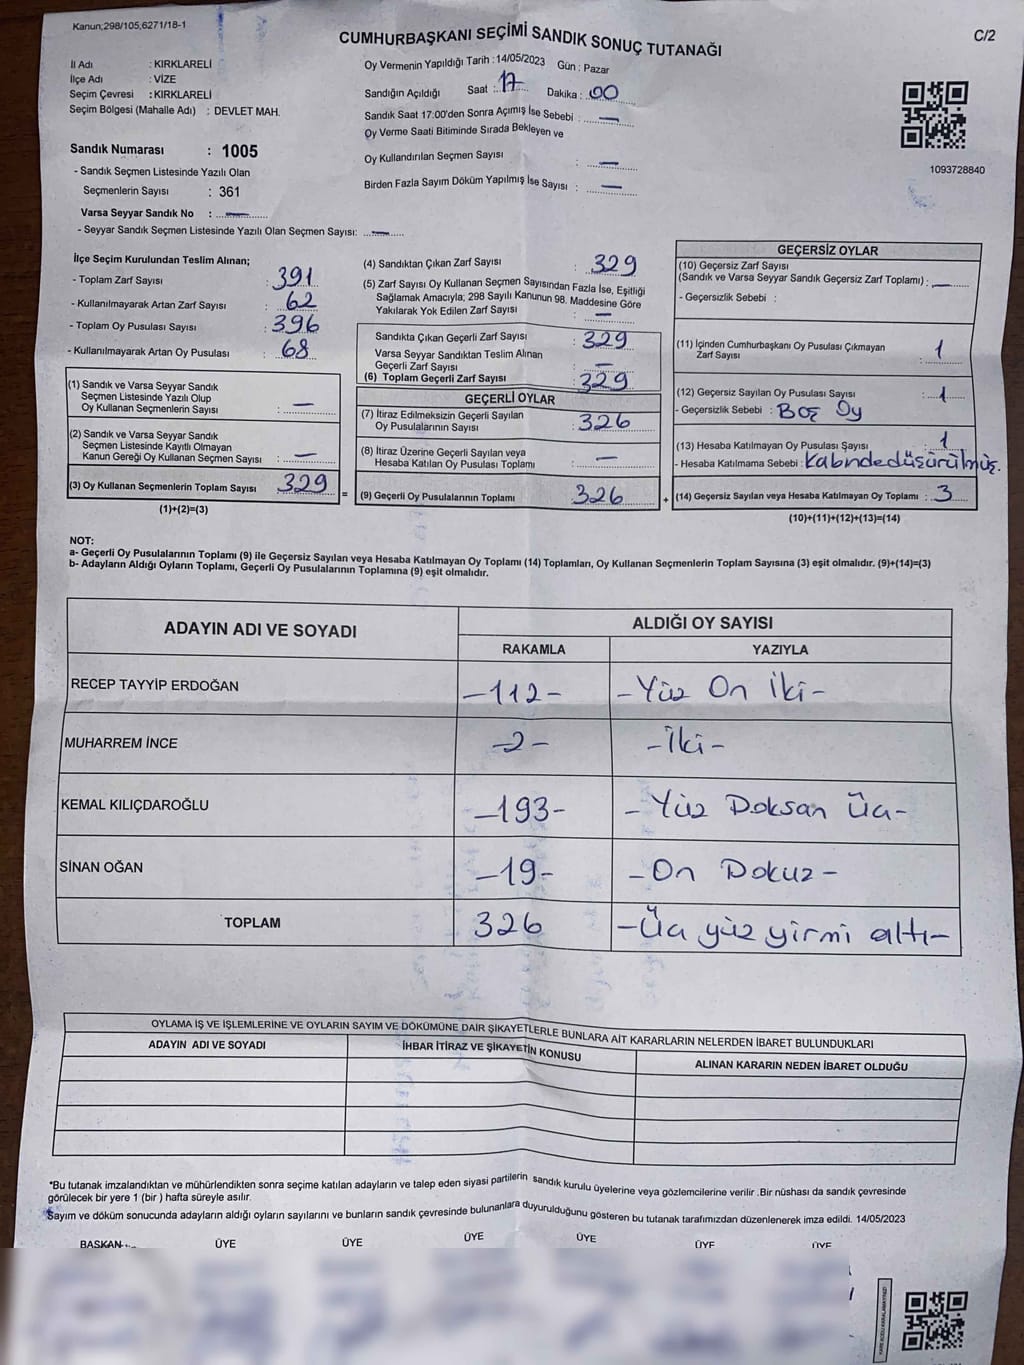 Kanun;298/105;6271/18-1
CUMHURBAŞKANI SEÇİMİ SANDIK SONUÇ TUTANAĞI
C/2
İl Adı : KIRKLARELİ
İlçe Adı : VİZE
Seçim Çevresi : KIRKLARELİ
Seçim Bölgesi (Mahalle Adı) : DEVLET MAH.
Sandık Numarası : 1005
- Sandık Seçmen Listesinde Yazılı Olan
Seçmenlerin Sayısı : 361
Varsa Seyyar Sandık No : —
- Seyyar Sandık Seçmen Listesinde Yazılı Olan Seçmen Sayısı: —
Oy Vermenin Yapıldığı Tarih : 14/05/2023 Gün : Pazar
Sandığın Açıldığı Saat : 17 Dakika : 00
Sandık Saat 17:00'den Sonra Açımış İse Sebebi : —
Oy Verme Saati Bitiminde Sırada Bekleyen ve
Oy Kullandırılan Seçmen Sayısı : —
Birden Fazla Sayım Döküm Yapılmış İse Sayısı : —
1093728840
İlçe Seçim Kurulundan Teslim Alınan;
- Toplam Zarf Sayısı : 391
- Kullanılmayarak Artan Zarf Sayısı : 62
- Toplam Oy Pusulası Sayısı : 396
- Kullanılmayarak Artan Oy Pusulası : 68
(1) Sandık ve Varsa Seyyar Sandık
Seçmen Listesinde Yazılı Olup
Oy Kullanan Seçmenlerin Sayısı : —
(2) Sandık ve Varsa Seyyar Sandık
Seçmen Listesinde Kayıtlı Olmayan
Kanun Gereği Oy Kullanan Seçmen Sayısı : —
(3) Oy Kullanan Seçmenlerin Toplam Sayısı 329
(1)+(2)=(3)
(4) Sandıktan Çıkan Zarf Sayısı : 329
(5) Zarf Sayısı Oy Kullanan Seçmen Sayısından Fazla İse, Eşitliği
Sağlamak Amacıyla; 298 Sayılı Kanunun 98. Maddesine Göre
Yakılarak Yok Edilen Zarf Sayısı : —
Sandıkta Çıkan Geçerli Zarf Sayısı : 329
Varsa Seyyar Sandıktan Teslim Alınan
Geçerli Zarf Sayısı : —
(6) Toplam Geçerli Zarf Sayısı : 329
GEÇERLİ OYLAR
(7) İtiraz Edilmeksizin Geçerli Sayılan
Oy Pusulalarının Sayısı : 326
(8) İtiraz Üzerine Geçerli Sayılan veya
Hesaba Katılan Oy Pusulası Toplamı : —
= (9) Geçerli Oy Pusulalarının Toplamı 326
GEÇERSİZ OYLAR
(10) Geçersiz Zarf Sayısı
(Sandık ve Varsa Seyyar Sandık Geçersiz Zarf Toplamı) : —
- Geçersizlik Sebebi :
(11) İçinden Cumhurbaşkanı Oy Pusulası Çıkmayan
Zarf Sayısı : 1
(12) Geçersiz Sayılan Oy Pusulası Sayısı : 1
- Geçersizlik Sebebi : Boş Oy
(13) Hesaba Katılmayan Oy Pusulası Sayısı : 1
- Hesaba Katılmama Sebebi : Kabinde düşürülmüş.
+ (14) Geçersiz Sayılan veya Hesaba Katılmayan Oy Toplamı : 3
(10)+(11)+(12)+(13)=(14)
NOT:
a- Geçerli Oy Pusulalarının Toplamı (9) ile Geçersiz Sayılan veya Hesaba Katılmayan Oy Toplamı (14) Toplamları, Oy Kullanan Seçmenlerin Toplam Sayısına (3) eşit olmalıdır. (9)+(14)=(3)
b- Adayların Aldığı Oyların Toplamı, Geçerli Oy Pusulalarının Toplamına (9) eşit olmalıdır.
ADAYIN ADI VE SOYADI
ALDIĞI OY SAYISI
RAKAMLA YAZIYLA
RECEP TAYYİP ERDOĞAN -112- -Yüz On İki-
MUHARREM İNCE -2- -İki-
KEMAL KILIÇDAROĞLU -193- -Yüz Doksan Üç-
SİNAN OĞAN -19- -On Dokuz-
TOPLAM 326 -Üç yüz yirmi altı-
OYLAMA İŞ VE İŞLEMLERİNE VE OYLARIN SAYIM VE DÖKÜMÜNE DAİR ŞİKAYETLERLE BUNLARA AİT KARARLARIN NELERDEN İBARET BULUNDUKLARI
ADAYIN ADI VE SOYADI İHBAR İTİRAZ VE ŞİKAYETİN KONUSU ALINAN KARARIN NEDEN İBARET OLDUĞU
*Bu tutanak imzalandıktan ve mühürlendikten sonra seçime katılan adayların ve talep eden siyasi partilerin sandık kurulu üyelerine veya gözlemcilerine verilir .Bir nüshası da sandık çevresinde
görülecek bir yere 1 (bir ) hafta süreyle asılır.
Sayım ve döküm sonucunda adayların aldığı oyların sayılarını ve bunların sandık çevresinde bulunanlara duyurulduğunu gösteren bu tutanak tarafımızdan düzenlenerek imza edildi. 14/05/2023
BAŞKAN ÜYE ÜYE ÜYE ÜYE ÜYE ÜYE